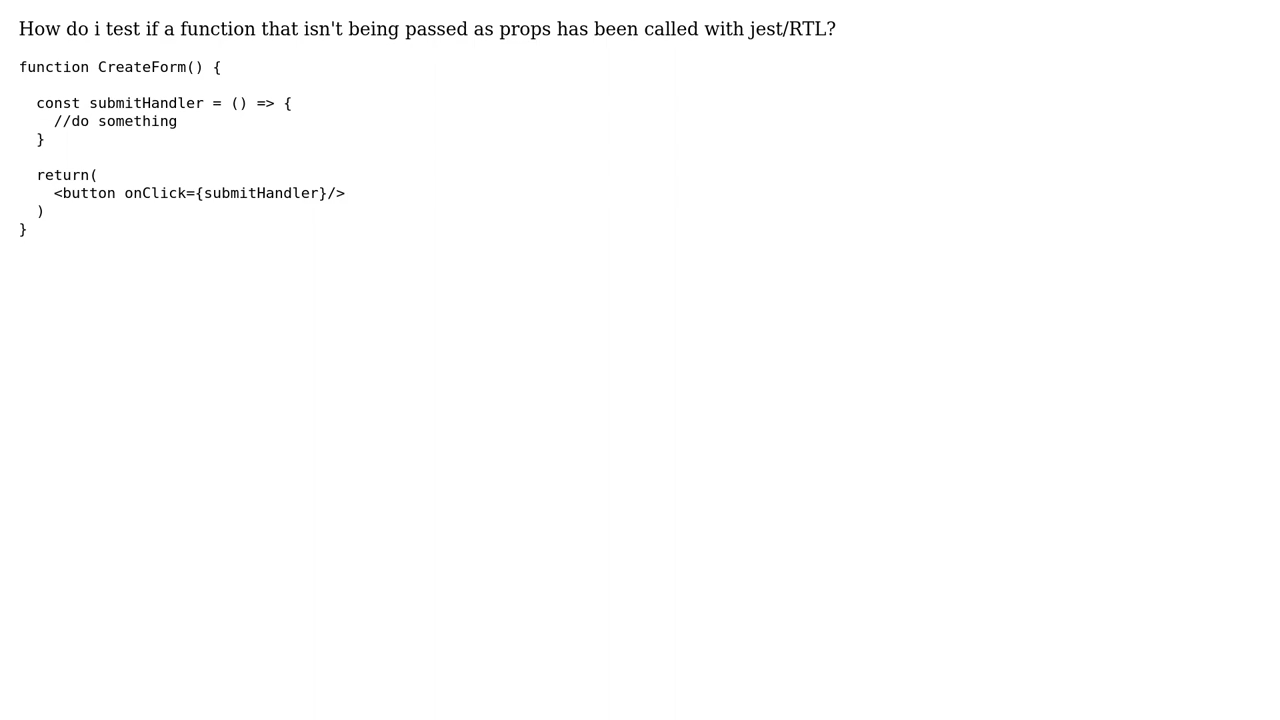 How do i test if a function that isn't being passed as props has been called with jest/RTL?
function CreateForm() {
  const submitHandler = () => {
    //do something
  }
  return(
    <button onClick={submitHandler}/>
  )
}